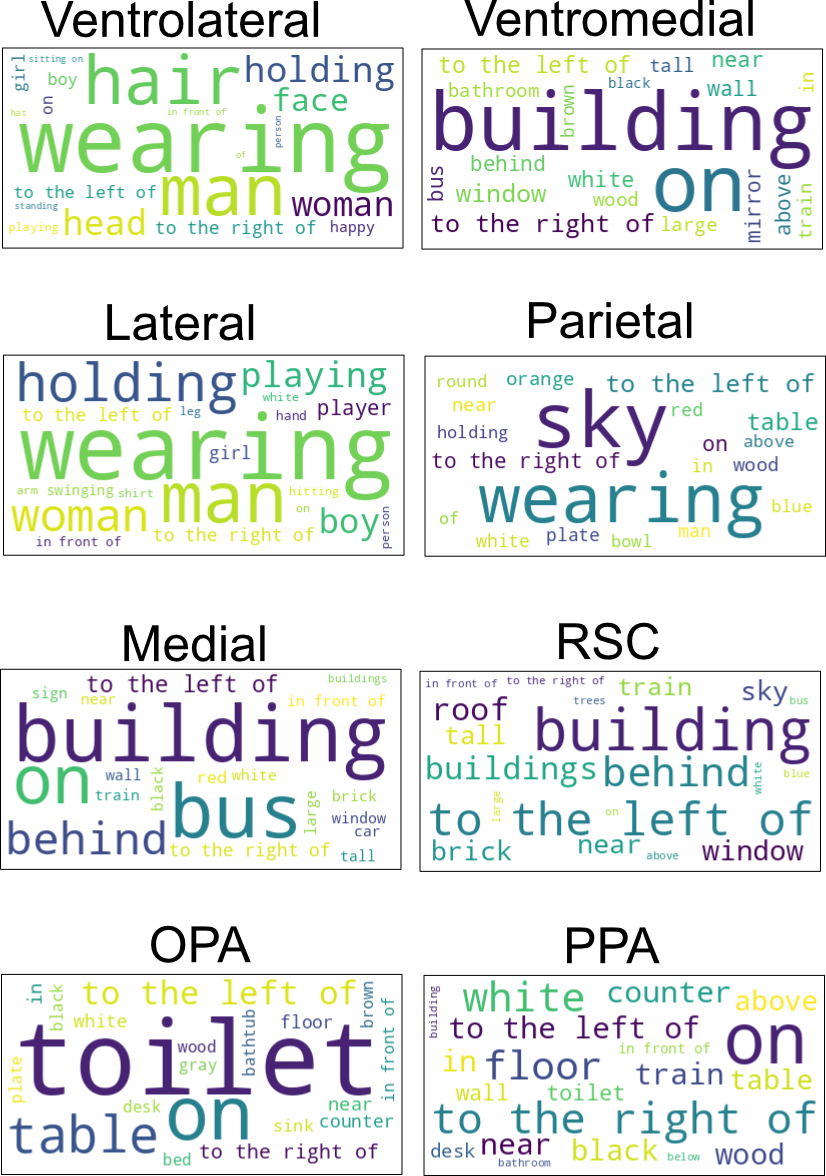 Ventrolateral
girl
sitting on
boy
hair
holding
on
in front of
face
hat
wearing
person
of
to the left of
man
woman
standing
playing
head
to the right of
happy
Ventromedial
to the left of
tall
near
bathroom
black
wall
in
brown
building
bus
behind
white
on
window
wood
mirror
above
train
to the right of
large
Lateral
holding
playing
white
to the left of
leg
hand
player
wearing
girl
arm
swinging
shirt
man
hitting
woman
on
boy
person
in front of
to the right of
Parietal
round
orange
to the left of
near
sky
red
table
holding
on
above
to the right of
in
wood
wearing
of
blue
white
plate
bowl
man
Medial
to the left of
buildings
sign
near
in front of
building
on
wall
black
red
white
train
bus
large
brick
behind
window
car
to the right of
tall
RSC
in front of
to the right of
train
sky
roof
trees
bus
tall
building
buildings
behind
white
blue
large
to the left of
on
brick
near
above
window
OPA
in
black
to the left of
brown
white
bathtub
floor
in front of
toilet
wood
gray
plate
desk
on
near
table
sink
counter
bed
to the right of
PPA
building
white
counter
above
to the left of
on
in
floor
in front of
train
table
wall
toilet
to the right of
desk
near
black
below
wood
bathroom